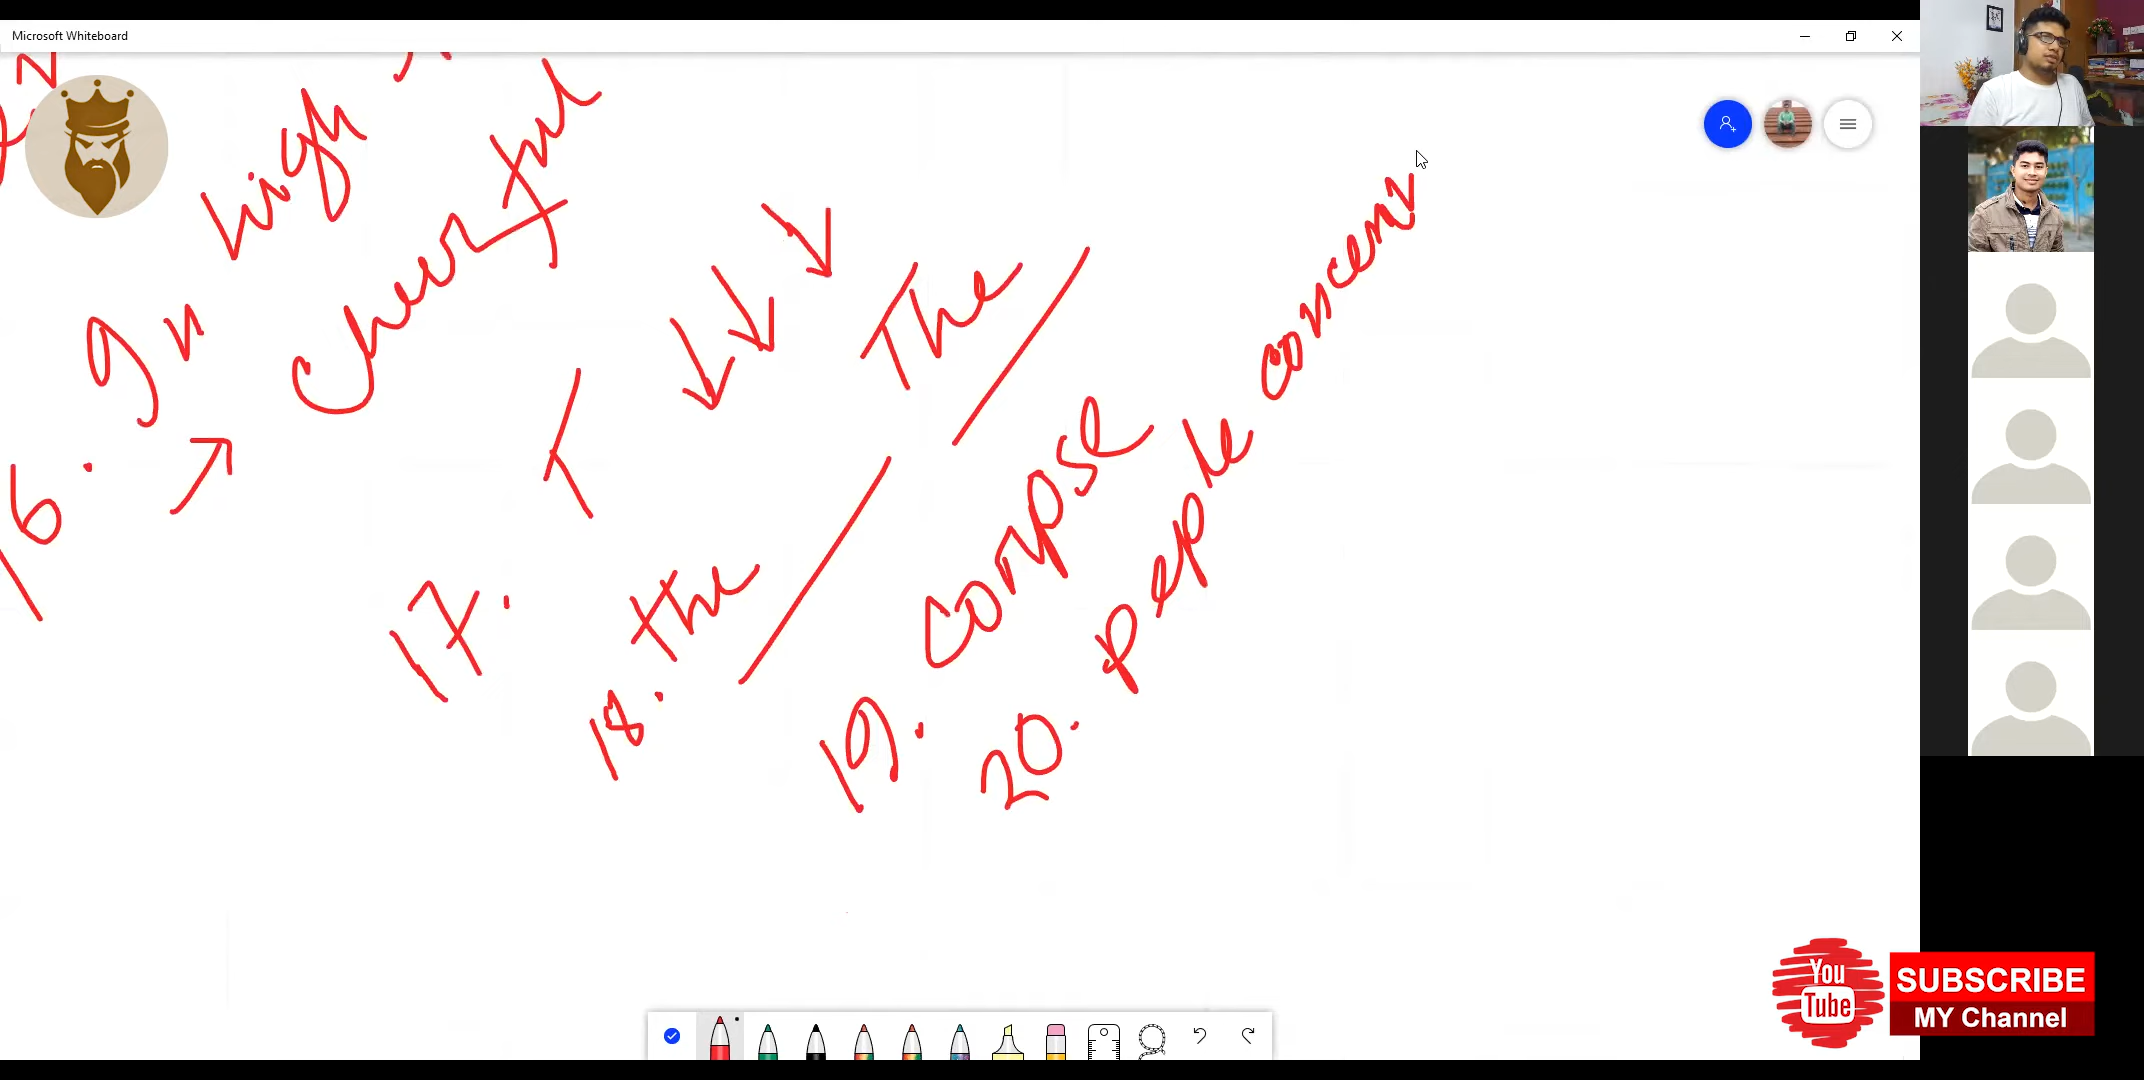 Microsoft Whiteboard
16. In high
→ cheerful
17. T
The
18. the
19. corpse
20. people concern
You
Tube
SUBSCRIBE
MY Channel